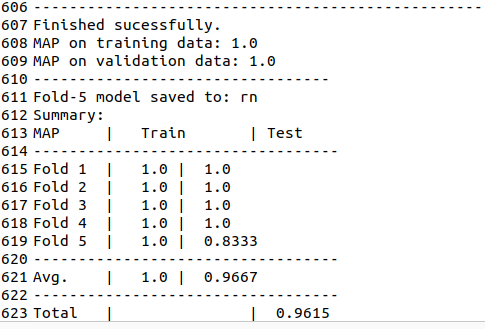 606 --------------------------------------------------
607 Finished sucessfully.
608 MAP on training data: 1.0
609 MAP on validation data: 1.0
610 ---------------------------------
611 Fold-5 model saved to: rn
612 Summary:
613 MAP     |   Train       | Test
614 ----------------------------------
615 Fold 1  |   1.0 |  1.0
616 Fold 2  |   1.0 |  1.0
617 Fold 3  |   1.0 |  1.0
618 Fold 4  |   1.0 |  1.0
619 Fold 5  |   1.0 |  0.8333
620 ----------------------------------
621 Avg.    |   1.0 |  0.9667
622 ----------------------------------
623 Total   |               |  0.9615